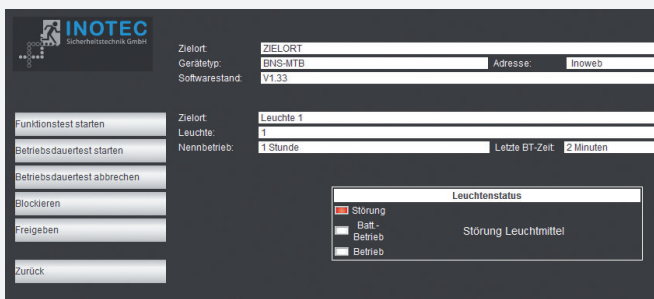 INOTEC
Sicherheitstechnik GmbH
Zielort: ZIELORT
Gerätetyp: BNS-MTB Adresse: Inoweb
Softwarestand: V1.33
Zielort: Leuchte 1
Leuchte: 1
Nennbetrieb: 1 Stunde Letzte BT-Zeit: 2 Minuten
Funktionstest starten
Betriebsdauertest starten
Betriebsdauertest abbrechen
Blockieren
Freigeben
Zurück
Leuchtenstatus
Störung
Batt.-
Betrieb
Betrieb
Störung Leuchtmittel